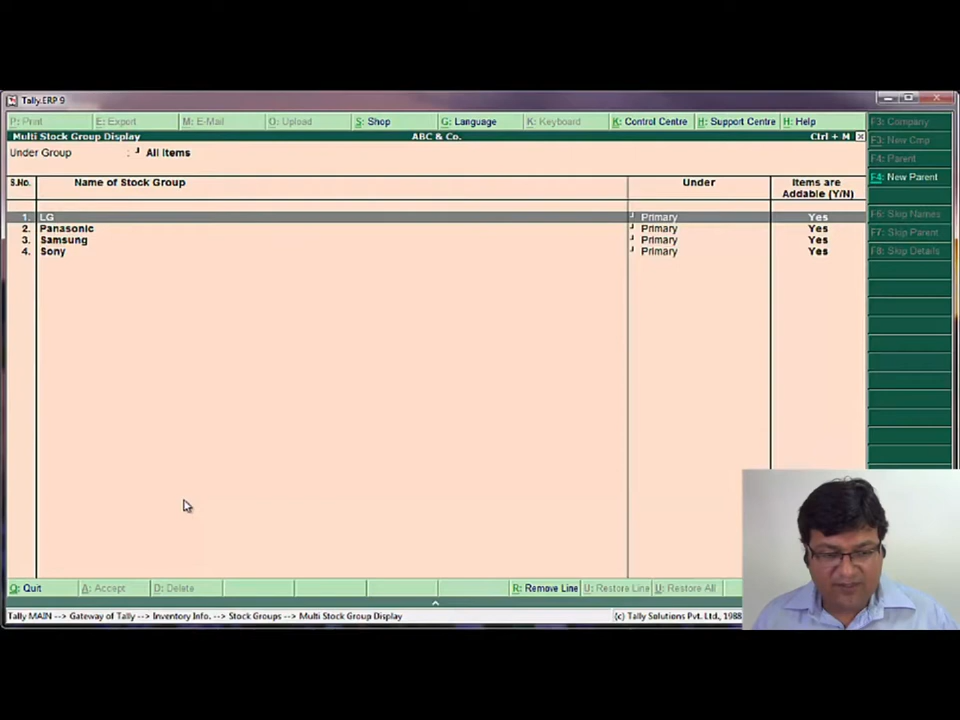 Tally.ERP 9
P: Print E: Export M: E-Mail O: Upload S: Shop G: Language K: Keyboard K: Control Centre H: Support Centre H: Help
Multi Stock Group Display ABC & Co. Ctrl + M
Under Group : All Items
S.No. Name of Stock Group Under Items are
Addable (Y/N)
1. LG Primary Yes
2. Panasonic Primary Yes
3. Samsung Primary Yes
4. Sony Primary Yes
F3: Company
F3: New Cmp
F4: Parent
F4: New Parent
F6: Skip Names
F7: Skip Parent
F8: Skip Details
Q: Quit A: Accept D: Delete R: Remove Line U: Restore Line U: Restore All
Tally MAIN --> Gateway of Tally --> Inventory Info. --> Stock Groups --> Multi Stock Group Display (c) Tally Solutions Pvt. Ltd., 1988